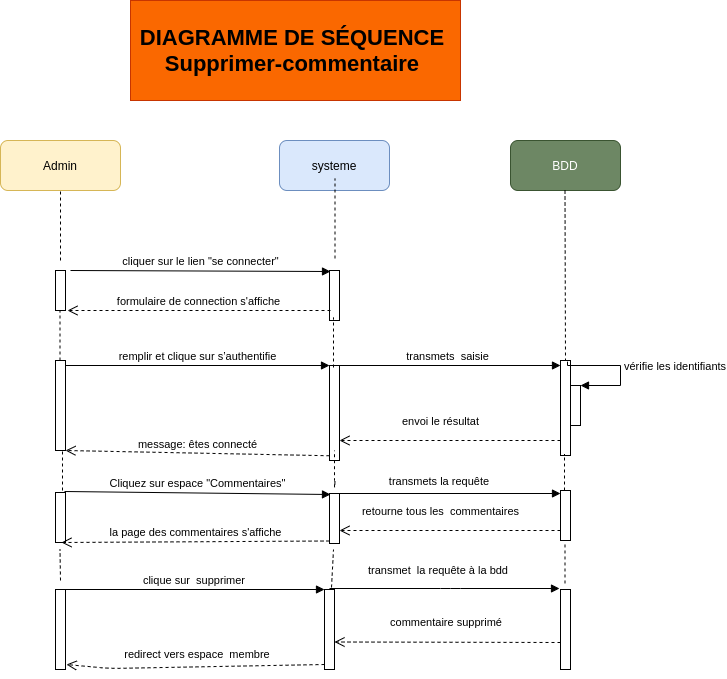 DIAGRAMME DE SÉQUENCE
Supprimer-commentaire
Admin
systeme
BDD
cliquer sur le lien "se connecter"
formulaire de connection s'affiche
remplir et clique sur s'authentifie
transmets saisie
vérifie les identifiants
envoi le résultat
message: êtes connecté
Cliquez sur espace "Commentaires"
transmets la requête
retourne tous les commentaires
la page des commentaires s'affiche
transmet la requête à la bdd
clique sur supprimer
commentaire supprimé
redirect vers espace membre